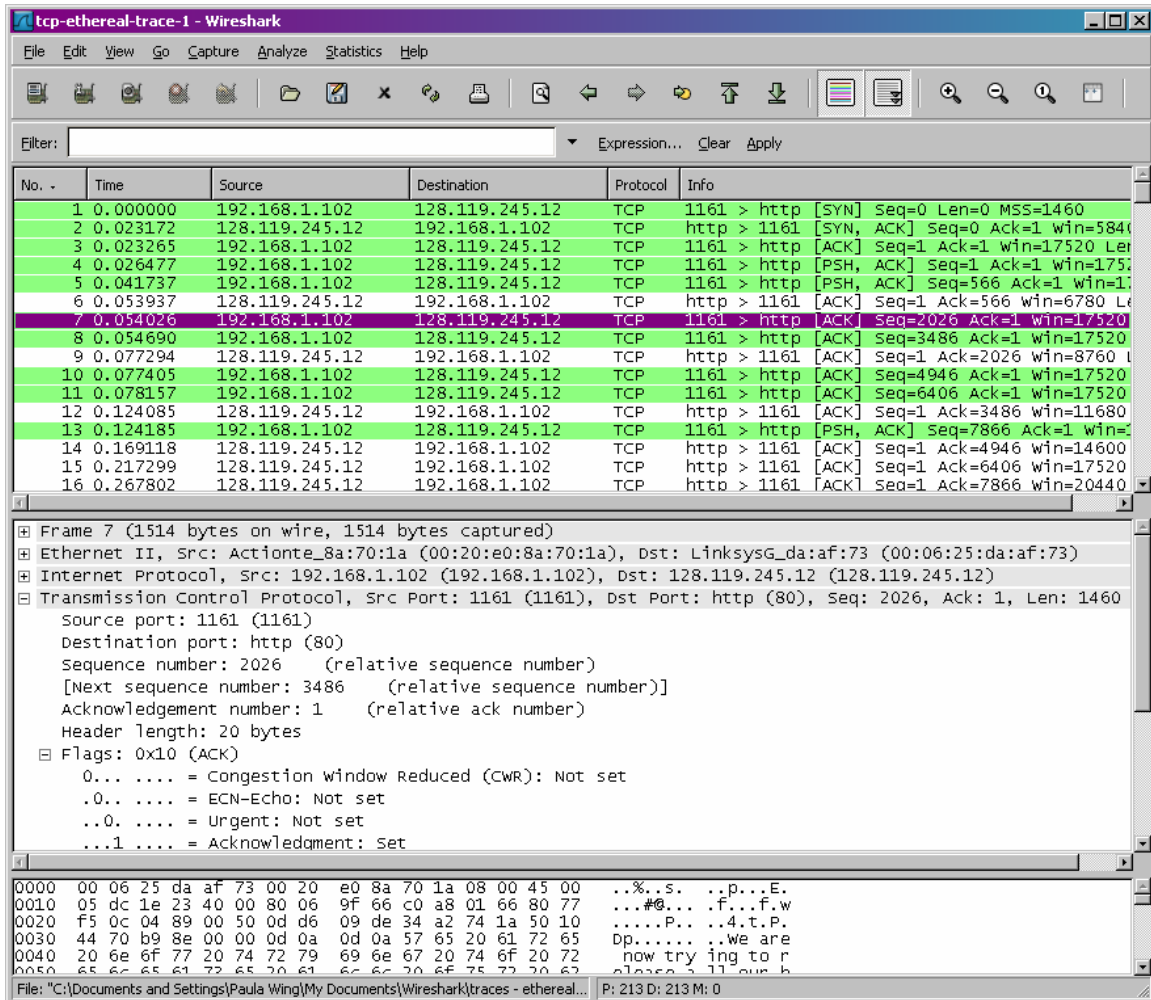 tcp-ethereal-trace-1 - Wireshark
File Edit View Go Capture Analyze Statistics Help
Filter: Expression... Clear Apply
No. Time Source Destination Protocol Info
1 0.000000 192.168.1.102 128.119.245.12 TCP 1161 > http [SYN] Seq=0 Len=0 MSS=1460
2 0.023172 128.119.245.12 192.168.1.102 TCP http > 1161 [SYN, ACK] Seq=0 Ack=1 Win=5840
3 0.023265 192.168.1.102 128.119.245.12 TCP 1161 > http [ACK] Seq=1 Ack=1 Win=17520 Len
4 0.026477 192.168.1.102 128.119.245.12 TCP 1161 > http [PSH, ACK] Seq=1 Ack=1 Win=1752
5 0.041737 192.168.1.102 128.119.245.12 TCP 1161 > http [PSH, ACK] Seq=566 Ack=1 Win=1
6 0.053937 128.119.245.12 192.168.1.102 TCP http > 1161 [ACK] Seq=1 Ack=566 Win=6780 Le
7 0.054026 192.168.1.102 128.119.245.12 TCP 1161 > http [ACK] Seq=2026 Ack=1 Win=17520
8 0.054690 192.168.1.102 128.119.245.12 TCP 1161 > http [ACK] Seq=3486 Ack=1 Win=17520
9 0.077294 128.119.245.12 192.168.1.102 TCP http > 1161 [ACK] Seq=1 Ack=2026 Win=8760 L
10 0.077405 192.168.1.102 128.119.245.12 TCP 1161 > http [ACK] Seq=4946 Ack=1 Win=17520
11 0.078157 192.168.1.102 128.119.245.12 TCP 1161 > http [ACK] Seq=6406 Ack=1 Win=17520
12 0.124085 128.119.245.12 192.168.1.102 TCP http > 1161 [ACK] Seq=1 Ack=3486 Win=11680
13 0.124185 192.168.1.102 128.119.245.12 TCP 1161 > http [PSH, ACK] Seq=7866 Ack=1 Win=1
14 0.169118 128.119.245.12 192.168.1.102 TCP http > 1161 [ACK] Seq=1 Ack=4946 Win=14600
15 0.217299 128.119.245.12 192.168.1.102 TCP http > 1161 [ACK] Seq=1 Ack=6406 Win=17520
16 0.267802 128.119.245.12 192.168.1.102 TCP http > 1161 [ACK] Seq=1 Ack=7866 Win=20440
Frame 7 (1514 bytes on wire, 1514 bytes captured)
Ethernet II, Src: Actionte_8a:70:1a (00:20:e0:8a:70:1a), Dst: LinksysG_da:af:73 (00:06:25:da:af:73)
Internet Protocol, Src: 192.168.1.102 (192.168.1.102), Dst: 128.119.245.12 (128.119.245.12)
Transmission Control Protocol, Src Port: 1161 (1161), Dst Port: http (80), Seq: 2026, Ack: 1, Len: 1460
Source port: 1161 (1161)
Destination port: http (80)
Sequence number: 2026 (relative sequence number)
[Next sequence number: 3486 (relative sequence number)]
Acknowledgement number: 1 (relative ack number)
Header length: 20 bytes
Flags: 0x10 (ACK)
0... .... = Congestion Window Reduced (CWR): Not set
.0.. .... = ECN-Echo: Not set
..0. .... = Urgent: Not set
...1 .... = Acknowledgment: Set
0000 00 06 25 da af 73 00 20 e0 8a 70 1a 08 00 45 00 ..%..s. ..p...E.
0010 05 dc 1e 23 40 00 80 06 9f 66 c0 a8 01 66 80 77 ...#@... .f...f.w
0020 f5 0c 04 89 00 50 0d d6 09 de 34 a2 74 1a 50 10 .....P.. ..4.t.P.
0030 44 70 b9 8e 00 00 0d 0a 0d 0a 57 65 20 61 72 65 Dp...... ..We are
0040 20 6e 6f 77 20 74 72 79 69 6e 67 20 74 6f 20 72 now try ing to r
0050 65 6c 65 61 73 65 20 61 6c 6c 20 6f 75 72 20 62 elease a ll our b
File: "C:\Documents and Settings\Paula Wing\My Documents\Wireshark\traces - ethereal... P: 213 D: 213 M: 0